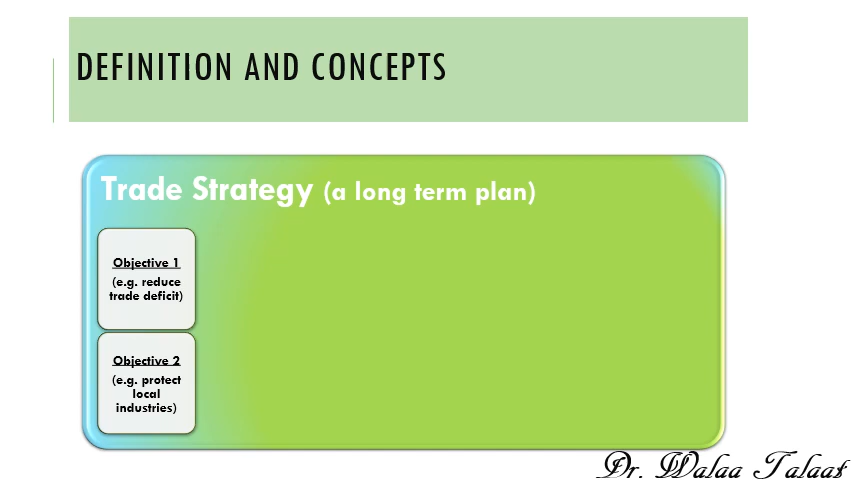 DEFINITION AND CONCEPTS
Trade Strategy (a long term plan)
Objective 1
(e.g. reduce
trade deficit)
Objective 2
(e.g. protect
local
industries)
Dr. Walaa Talaat